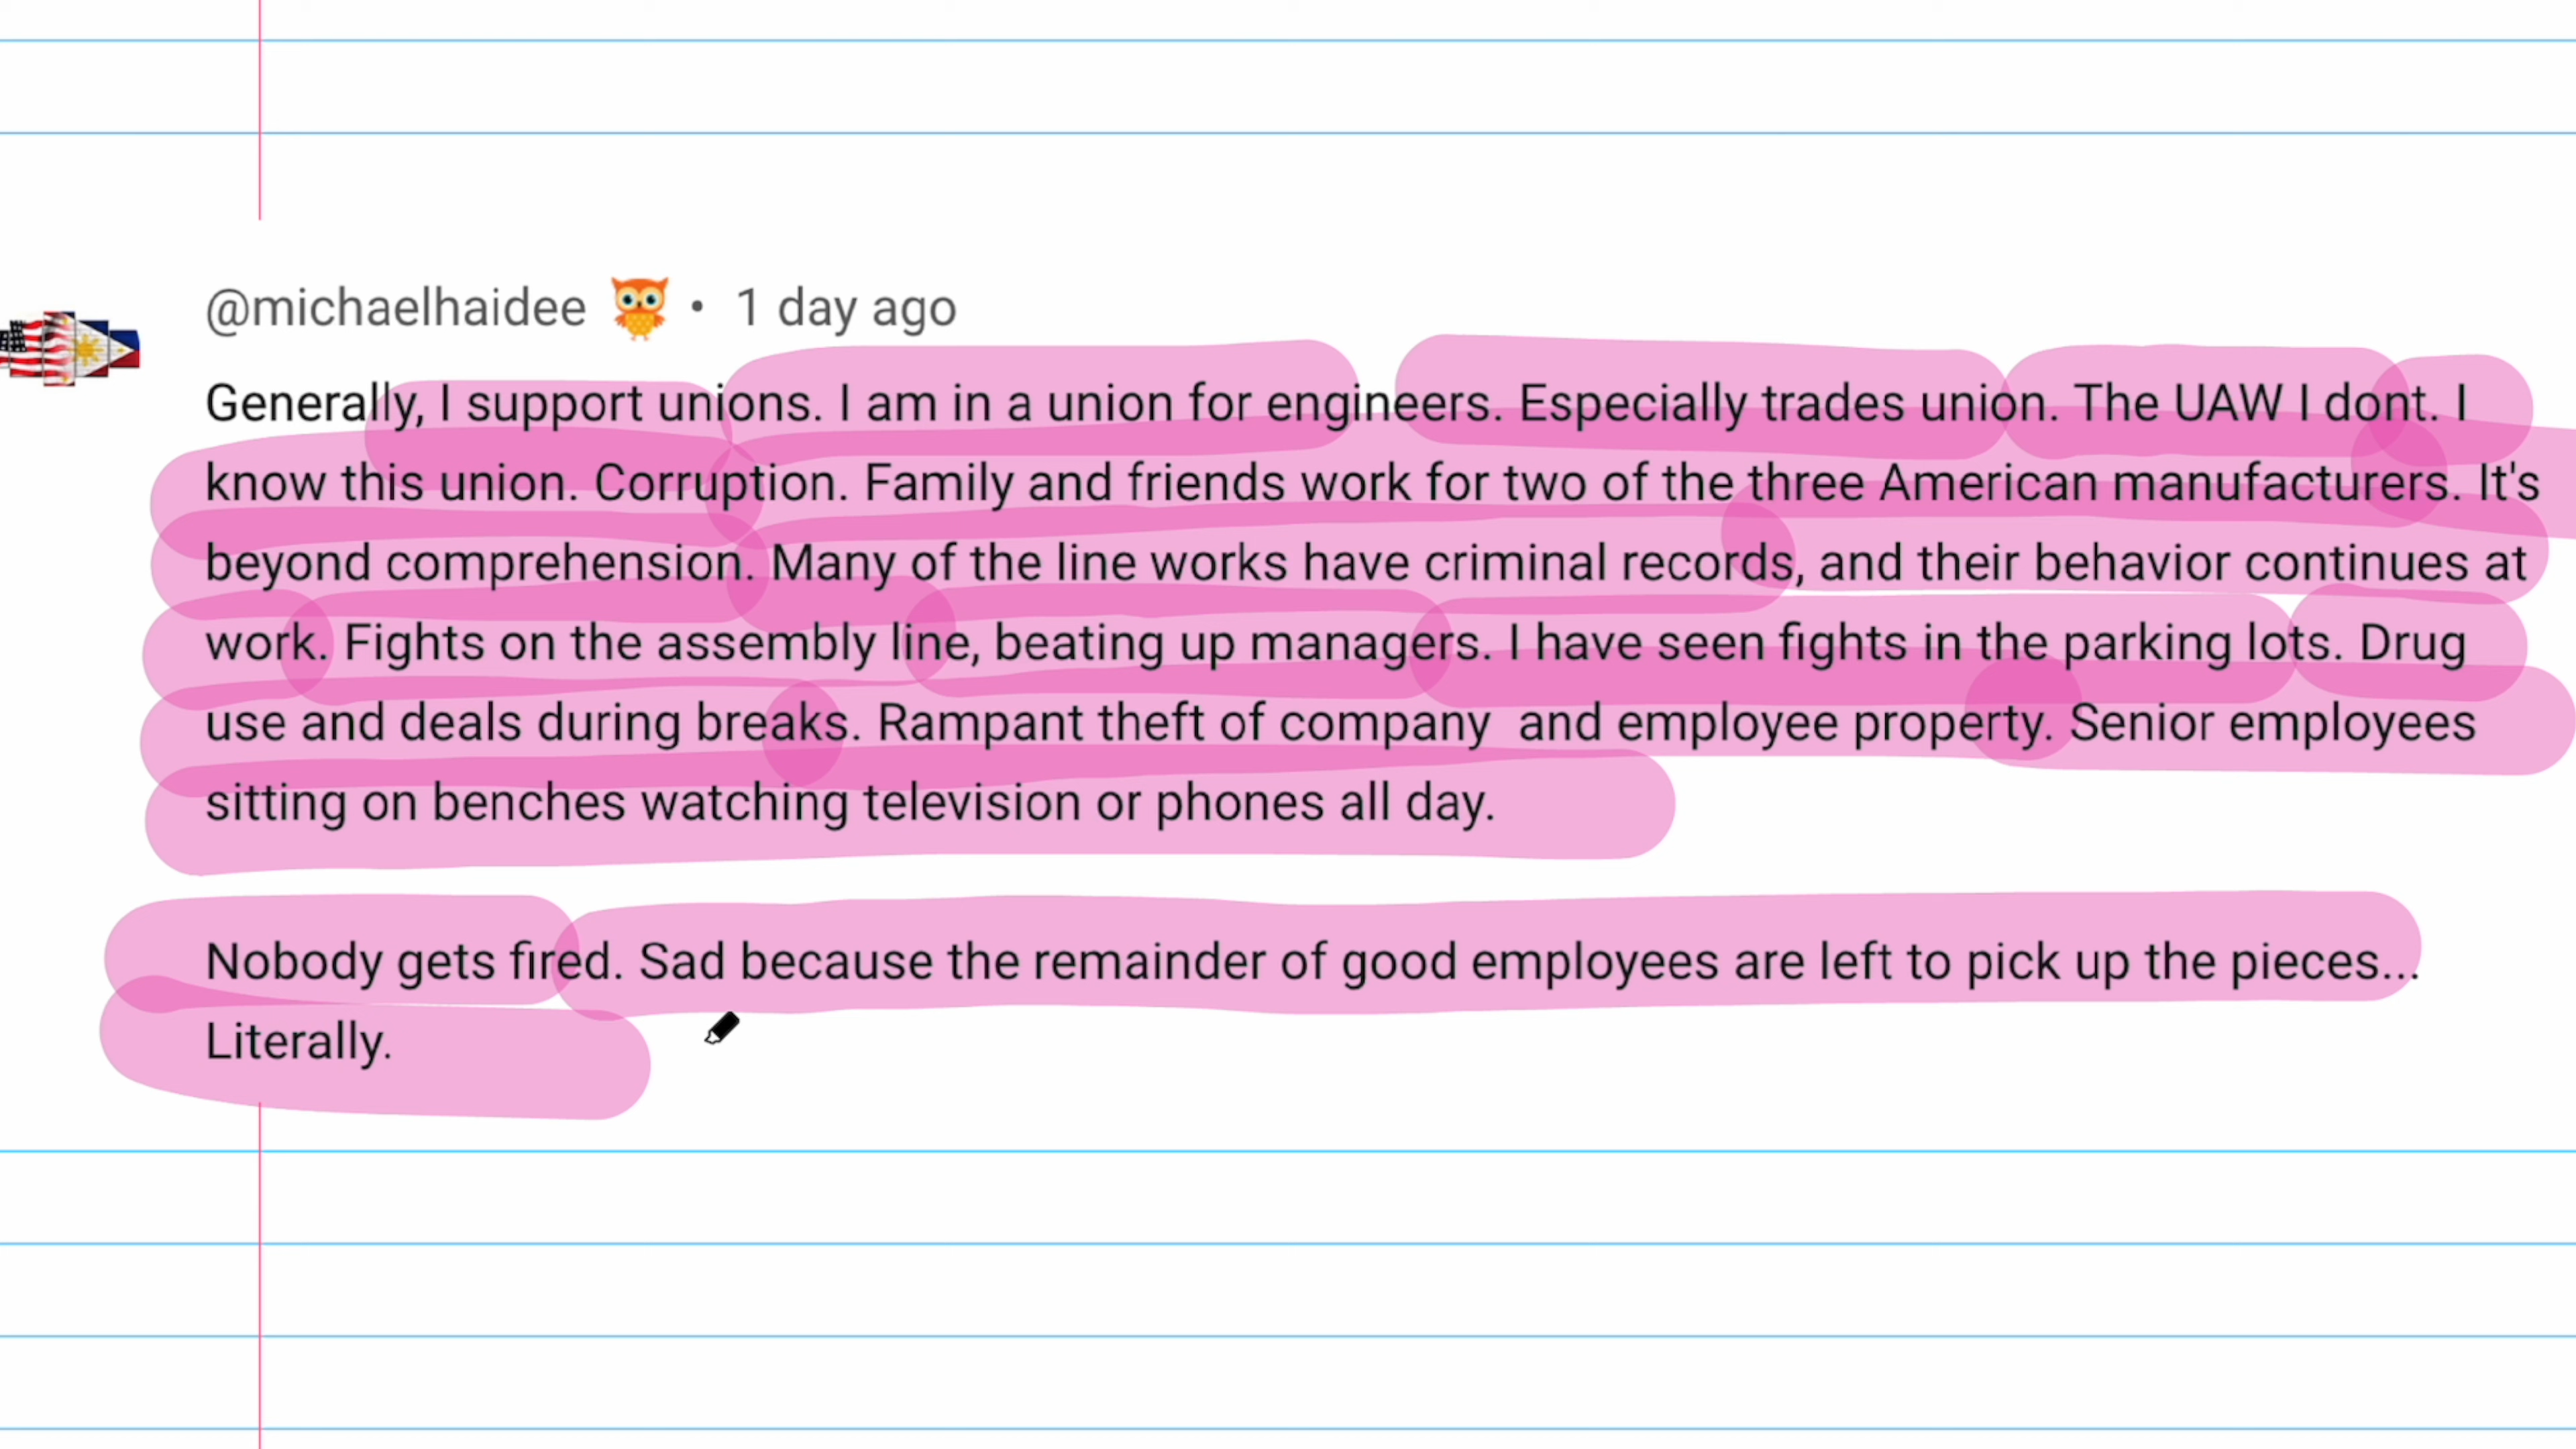 @michaelhaidee 🦉 • 1 day ago
Generally, I support unions. I am in a union for engineers. Especially trades union. The UAW I dont. I
know this union. Corruption. Family and friends work for two of the three American manufacturers. It's
beyond comprehension. Many of the line works have criminal records, and their behavior continues at
work. Fights on the assembly line, beating up managers. I have seen fights in the parking lots. Drug
use and deals during breaks. Rampant theft of company  and employee property. Senior employees
sitting on benches watching television or phones all day.
Nobody gets fired. Sad because the remainder of good employees are left to pick up the pieces...
Literally.